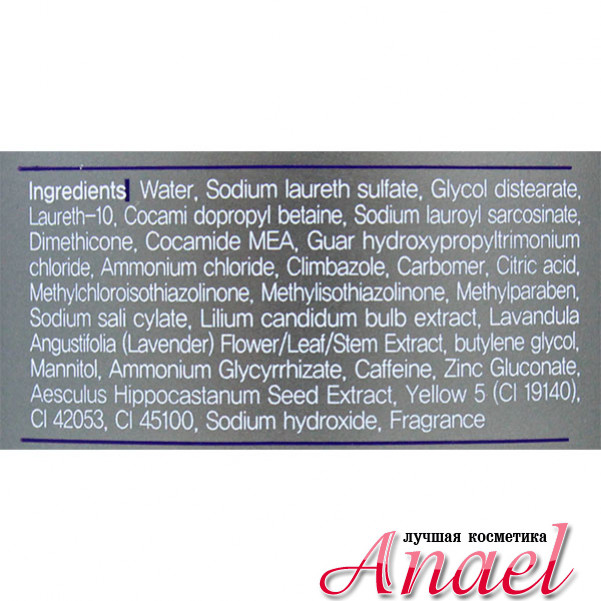 Ingredients Water, Sodium laureth sulfate, Glycol distearate,
Laureth-10, Cocami dopropyl betaine, Sodium lauroyl sarcosinate,
Dimethicone, Cocamide MEA, Guar hydroxypropyltrimonium
chloride, Ammonium chloride, Climbazole, Carbomer, Citric acid,
Methylchloroisothiazolinone, Methylisothiazolinone, Methylparaben,
Sodium sali cylate, Lilium candidum bulb extract, Lavandula
Angustifolia (Lavender) Flower/Leaf/Stem Extract, butylene glycol,
Mannitol, Ammonium Glycyrrhizate, Caffeine, Zinc Gluconate,
Aesculus Hippocastanum Seed Extract, Yellow 5 (CI 19140),
CI 42053, CI 45100, Sodium hydroxide, Fragrance
лучшая косметика
Anael